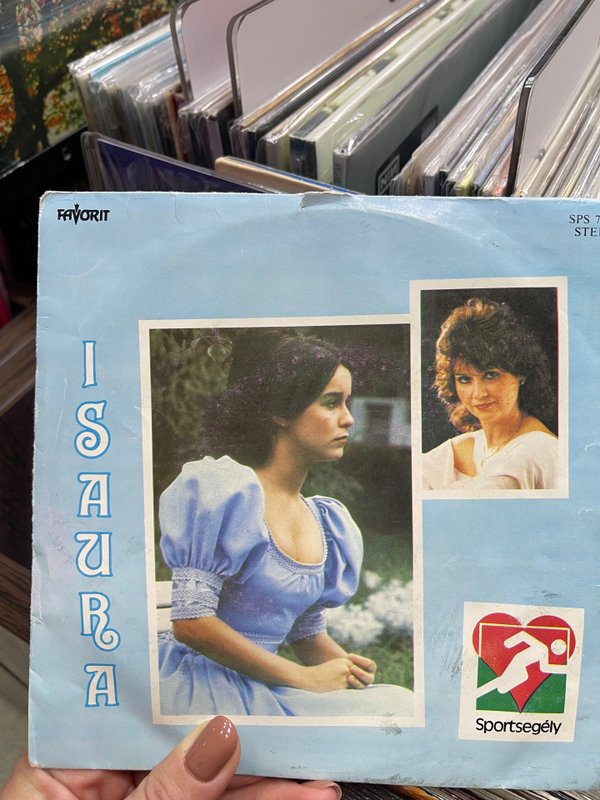 FAVORIT
SPS 7
STE
ISAURA
Sportsegély